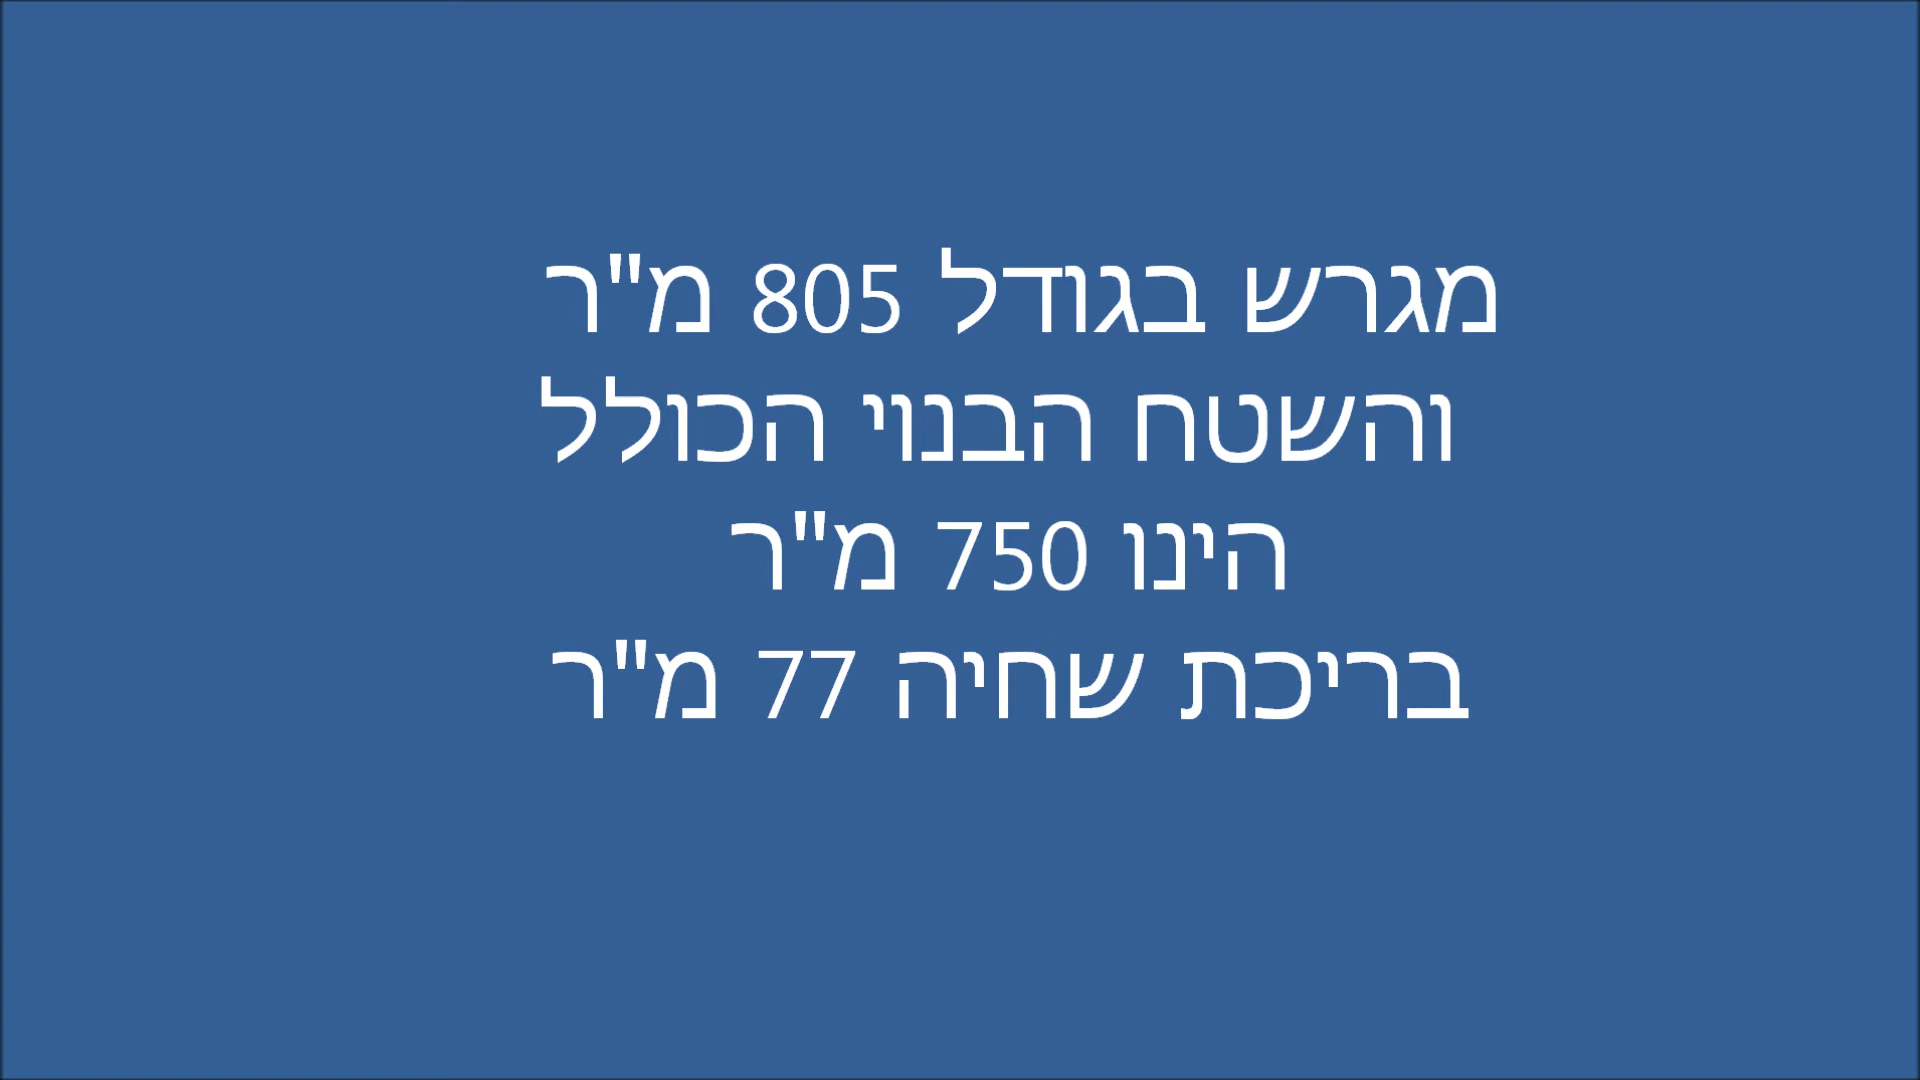 מגרש בגודל 805 מ"ר
והשטח הבנוי הכולל
הינו 750 מ"ר
בריכת שחיה 77 מ"ר